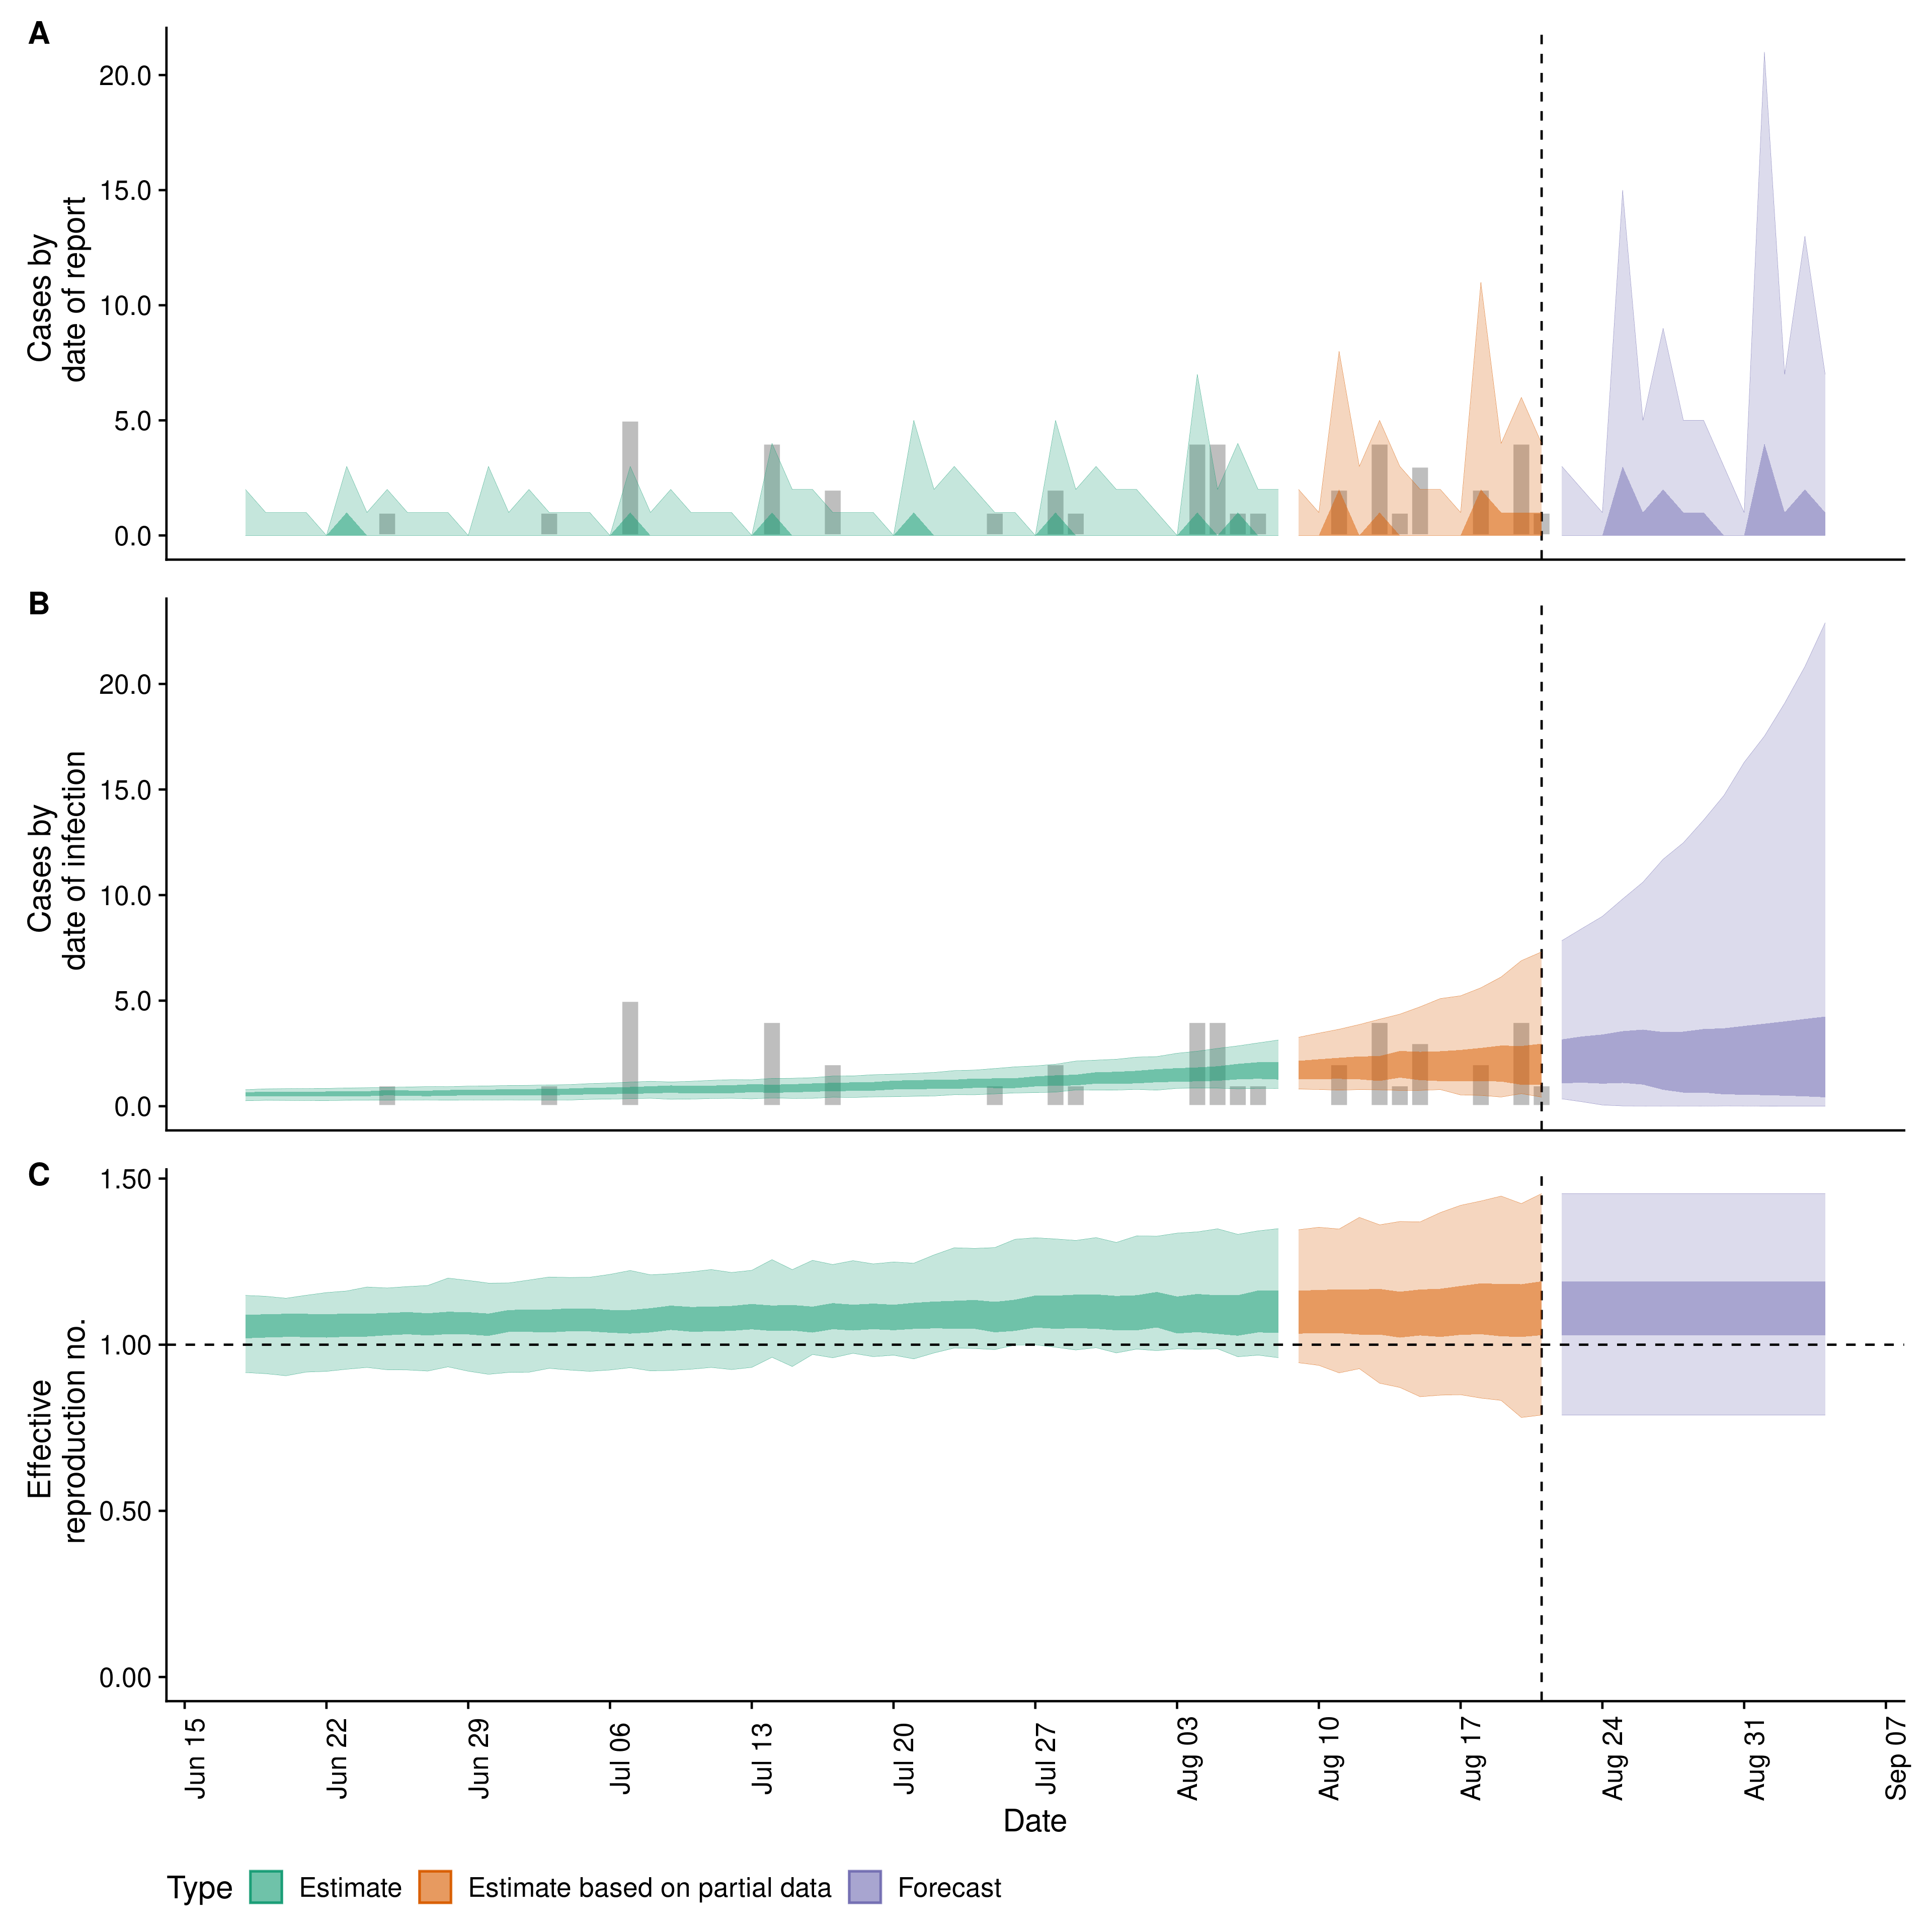 A
Cases by
date of report
20.0
15.0
10.0
5.0
0.0
B
Cases by
date of infection
20.0
15.0
10.0
5.0
0.0
C
Effective
reproduction no.
1.50
1.00
0.50
0.00
Jun 15
Jun 22
Jun 29
Jul 06
Jul 13
Jul 20
Jul 27
Aug 03
Aug 10
Aug 17
Aug 24
Aug 31
Sep 07
Date
Type Estimate Estimate based on partial data Forecast